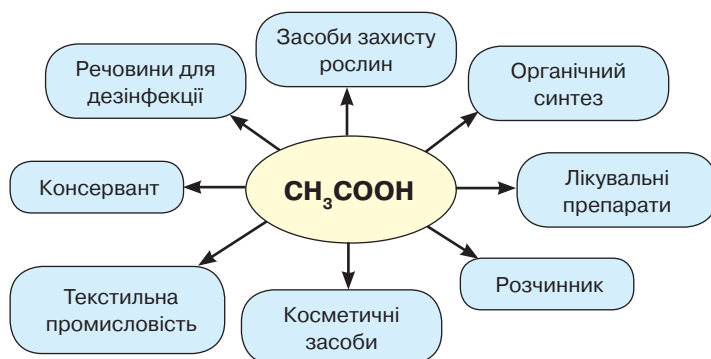 Засоби захисту
рослин
Речовини для
дезінфекції
Органічний
синтез
Консервант
CH₃COOH
Лікувальні
препарати
Текстильна
промисловість
Косметичні
засоби
Розчинник